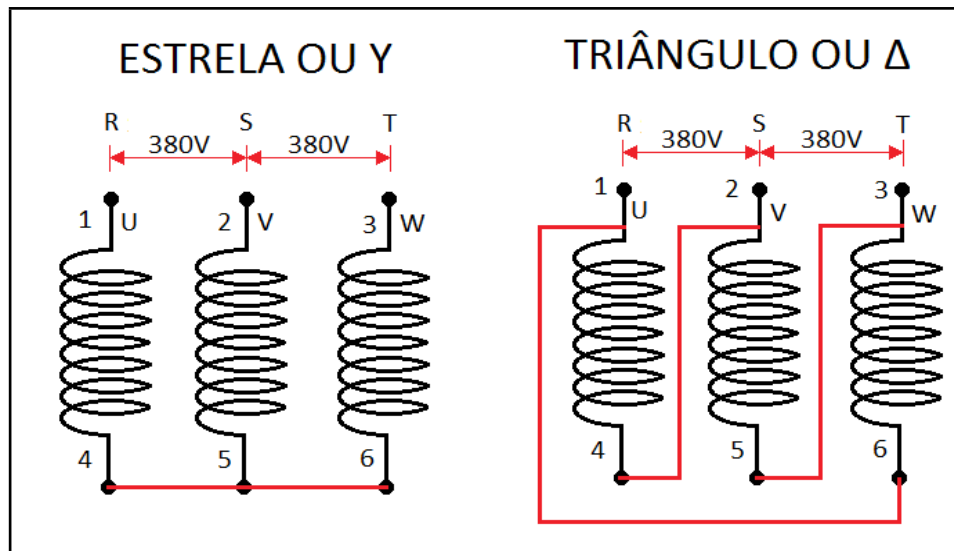 ESTRELA OU Y
R S T
380V 380V
1 U 2 V 3 W
4 5 6
TRIÂNGULO OU Δ
R S T
380V 380V
1 U 2 V 3 W
4 5 6